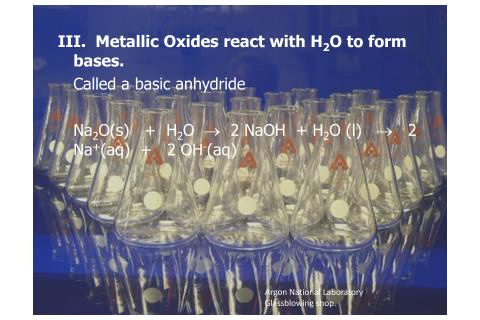 III. Metallic Oxides react with H₂O to form
bases.
Called a basic anhydride
Na₂O(s) + H₂O → 2 NaOH + H₂O (l) → 2
Na⁺(aq) + 2 OH⁻(aq)
Argon National Laboratory
Glassblowing shop.